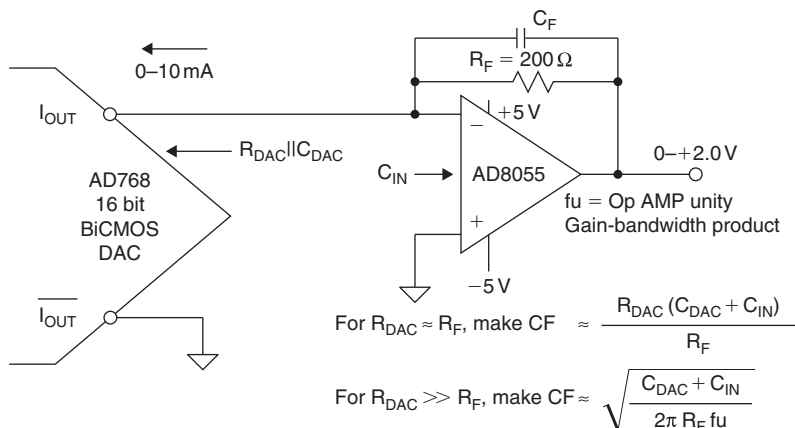 C_F
R_F = 200 Ω
0–10 mA
I_OUT
R_DAC||C_DAC
+5 V
−
C_IN
AD8055
0–+2.0 V
+
−5 V
fu = Op AMP unity
Gain-bandwidth product
AD768
16 bit
BiCMOS
DAC
I_OUT
For R_DAC ≈ R_F, make CF ≈ R_DAC (C_DAC + C_IN) / R_F
For R_DAC >> R_F, make CF ≈ √ C_DAC + C_IN / 2π R_F fu